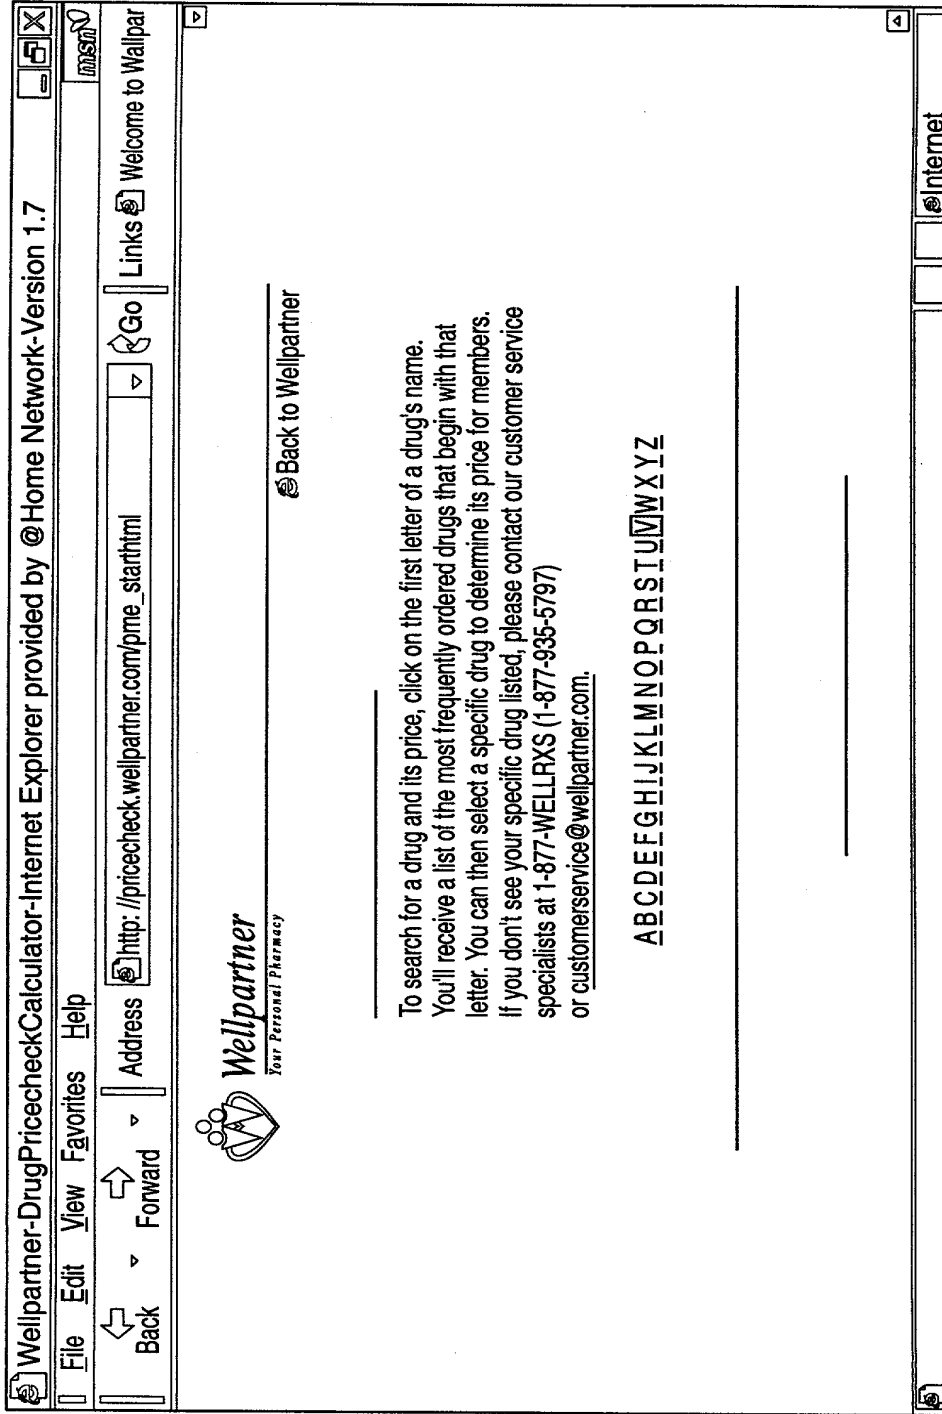 Wellpartner-DrugPricecheckCalculator-Internet Explorer provided by @Home Network-Version 1.7
File Edit View Favorites Help
msn
Back Forward Address http: //pricecheck.wellpartner.com/pme_starthtml Go Links Welcome to Wallpar
Wellpartner
Your Personal Pharmacy
Back to Wellpartner
To search for a drug and its price, click on the first letter of a drug's name.
You'll receive a list of the most frequently ordered drugs that begin with that
letter. You can then select a specific drug to determine its price for members.
If you don't see your specific drug listed, please contact our customer service
specialists at 1-877-WELLRXS (1-877-935-5797)
or customerservice@wellpartner.com.
A B C D E F G H I J K L M N O P Q R S T U V W X Y Z
Internet